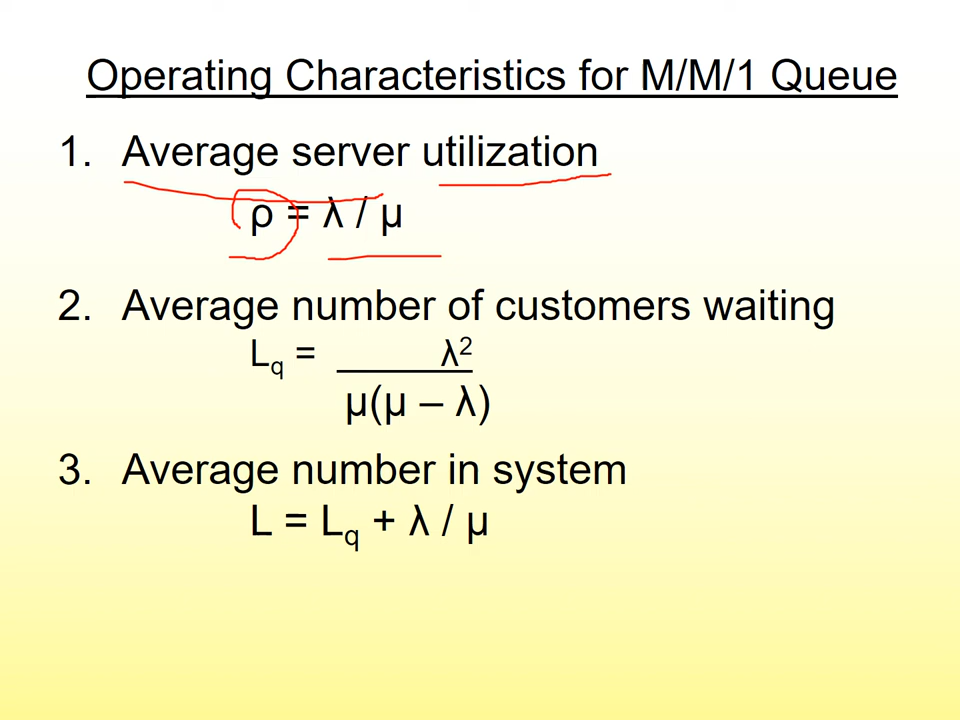 Operating Characteristics for M/M/1 Queue
1. Average server utilization
ρ = λ / μ
2. Average number of customers waiting
Lq = λ²
μ(μ – λ)
3. Average number in system
L = Lq + λ / μ